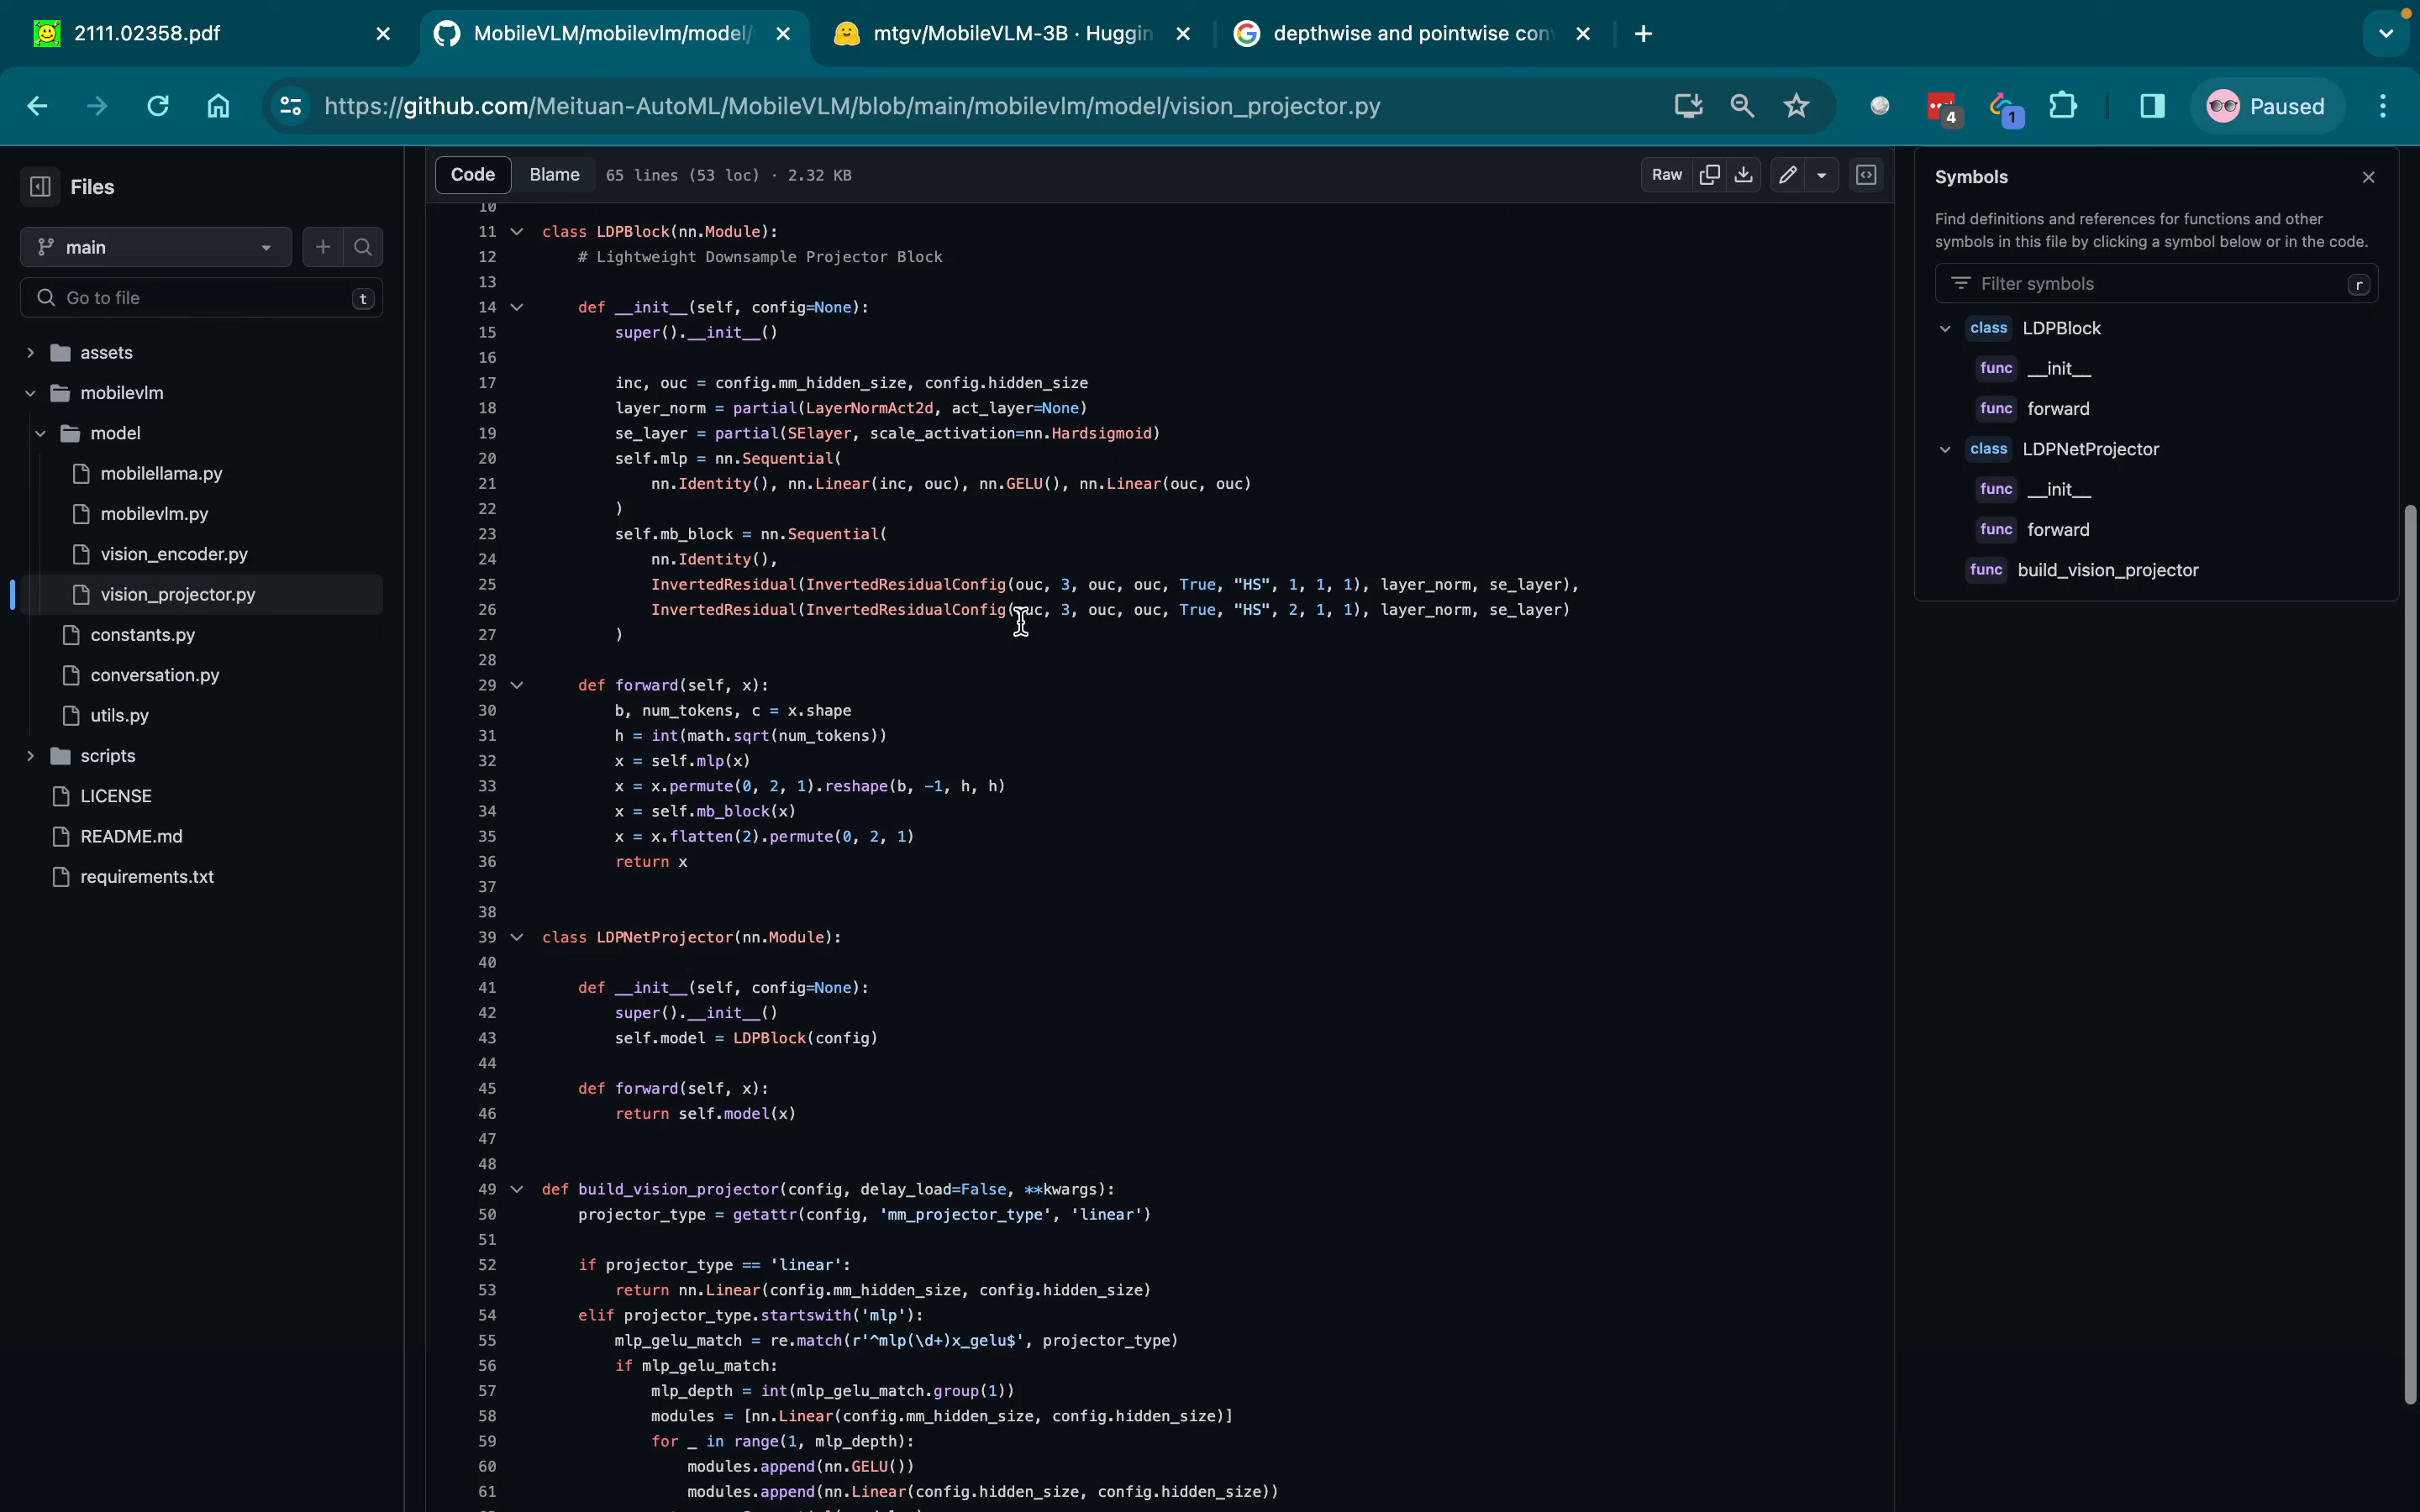 2111.02358.pdf
MobileVLM/mobilevlm/model/
mtgv/MobileVLM-3B · Huggin
depthwise and pointwise con
https://github.com/Meituan-AutoML/MobileVLM/blob/main/mobilevlm/model/vision_projector.py
4
1
Paused
Files
main
Go to file
t
assets
mobilevlm
model
mobilellama.py
mobilevlm.py
vision_encoder.py
vision_projector.py
constants.py
conversation.py
utils.py
scripts
LICENSE
README.md
requirements.txt
Code
Blame
65 lines (53 loc) · 2.32 KB
Raw
10
11 class LDPBlock(nn.Module):
12 # Lightweight Downsample Projector Block
13
14 def __init__(self, config=None):
15 super().__init__()
16
17 inc, ouc = config.mm_hidden_size, config.hidden_size
18 layer_norm = partial(LayerNormAct2d, act_layer=None)
19 se_layer = partial(SElayer, scale_activation=nn.Hardsigmoid)
20 self.mlp = nn.Sequential(
21 nn.Identity(), nn.Linear(inc, ouc), nn.GELU(), nn.Linear(ouc, ouc)
22 )
23 self.mb_block = nn.Sequential(
24 nn.Identity(),
25 InvertedResidual(InvertedResidualConfig(ouc, 3, ouc, ouc, True, "HS", 1, 1, 1), layer_norm, se_layer),
26 InvertedResidual(InvertedResidualConfig(ouc, 3, ouc, ouc, True, "HS", 2, 1, 1), layer_norm, se_layer)
27 )
28
29 def forward(self, x):
30 b, num_tokens, c = x.shape
31 h = int(math.sqrt(num_tokens))
32 x = self.mlp(x)
33 x = x.permute(0, 2, 1).reshape(b, -1, h, h)
34 x = self.mb_block(x)
35 x = x.flatten(2).permute(0, 2, 1)
36 return x
37
38
39 class LDPNetProjector(nn.Module):
40
41 def __init__(self, config=None):
42 super().__init__()
43 self.model = LDPBlock(config)
44
45 def forward(self, x):
46 return self.model(x)
47
48
49 def build_vision_projector(config, delay_load=False, **kwargs):
50 projector_type = getattr(config, 'mm_projector_type', 'linear')
51
52 if projector_type == 'linear':
53 return nn.Linear(config.mm_hidden_size, config.hidden_size)
54 elif projector_type.startswith('mlp'):
55 mlp_gelu_match = re.match(r'^mlp(\d+)x_gelu$', projector_type)
56 if mlp_gelu_match:
57 mlp_depth = int(mlp_gelu_match.group(1))
58 modules = [nn.Linear(config.mm_hidden_size, config.hidden_size)]
59 for _ in range(1, mlp_depth):
60 modules.append(nn.GELU())
61 modules.append(nn.Linear(config.hidden_size, config.hidden_size))
Symbols
Find definitions and references for functions and other
symbols in this file by clicking a symbol below or in the code.
Filter symbols
r
class LDPBlock
func __init__
func forward
class LDPNetProjector
func __init__
func forward
func build_vision_projector